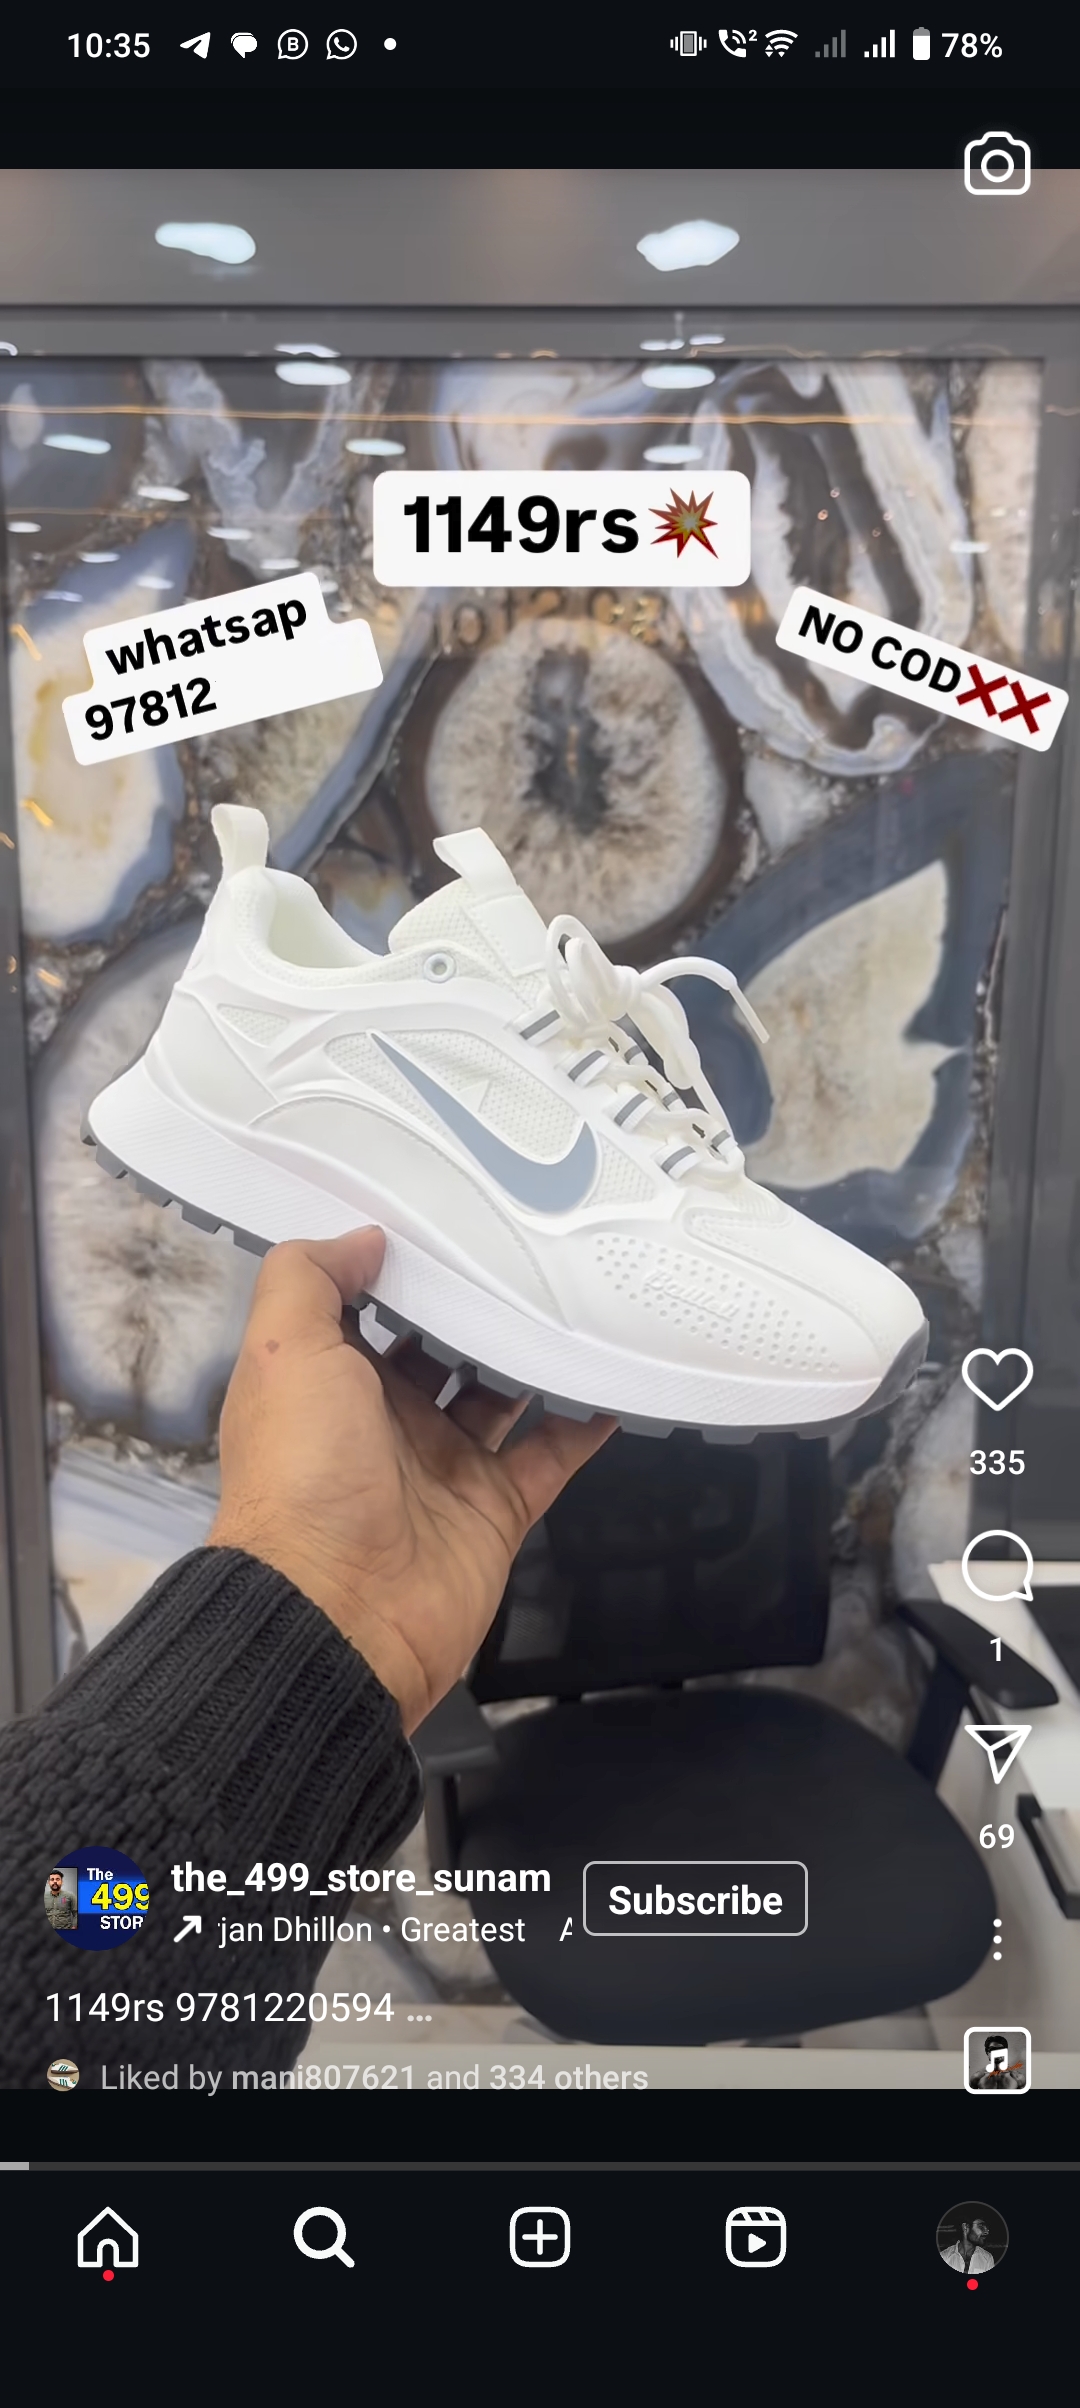 10:35
2
78%
1149rs💥
whatsap
97812
NO COD❌❌
335
1
69
The
499
STOR
the_499_store_sunam
Subscribe
jan Dhillon • Greatest A
1149rs 9781220594 ...
Liked by mani807621 and 334 others